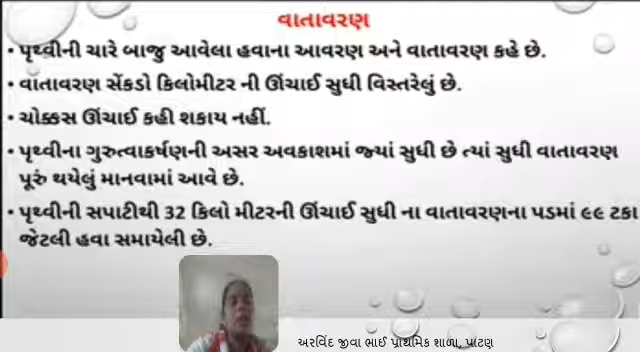 વાતાવરણ
• પૃથ્વીની ચારે બાજુ આવેલા હવાના આવરણ અને વાતાવરણ કહે છે.
• વાતાવરણ સેંકડો કિલોમીટર ની ઊંચાઈ સુધી વિસ્તરેલું છે.
• ચોક્કસ ઊંચાઈ કહી શકાય નહીં.
• પૃથ્વીના ગુરુત્વાકર્ષણની અસર અવકાશમાં જ્યાં સુધી છે ત્યાં સુધી વાતાવરણ
પૂરું થયેલું માનવામાં આવે છે.
• પૃથ્વીની સપાટીથી 32 કિલો મીટરની ઊંચાઈ સુધી ના વાતાવરણના પડમાં ૯૯ ટકા
જેટલી હવા સમાયેલી છે.
અરવિંદ જીવા ભાઈ પ્રાથમિક શાળા, પાટણ